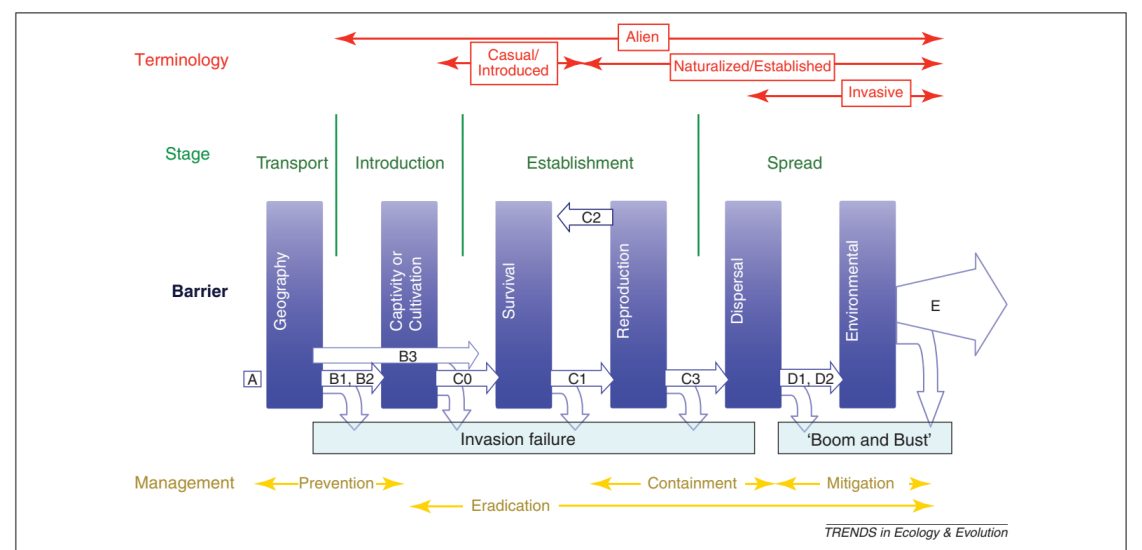 Terminology
Alien
Casual/
Introduced
Naturalized/Established
Invasive
Stage
Transport
Introduction
Establishment
Spread
Barrier
Geography
Captivity or
Cultivation
Survival
Reproduction
Dispersal
Environmental
C2
E
B3
A
B1, B2
C0
C1
C3
D1, D2
Invasion failure
‘Boom and Bust’
Management
Prevention
Containment
Mitigation
Eradication
TRENDS in Ecology & Evolution